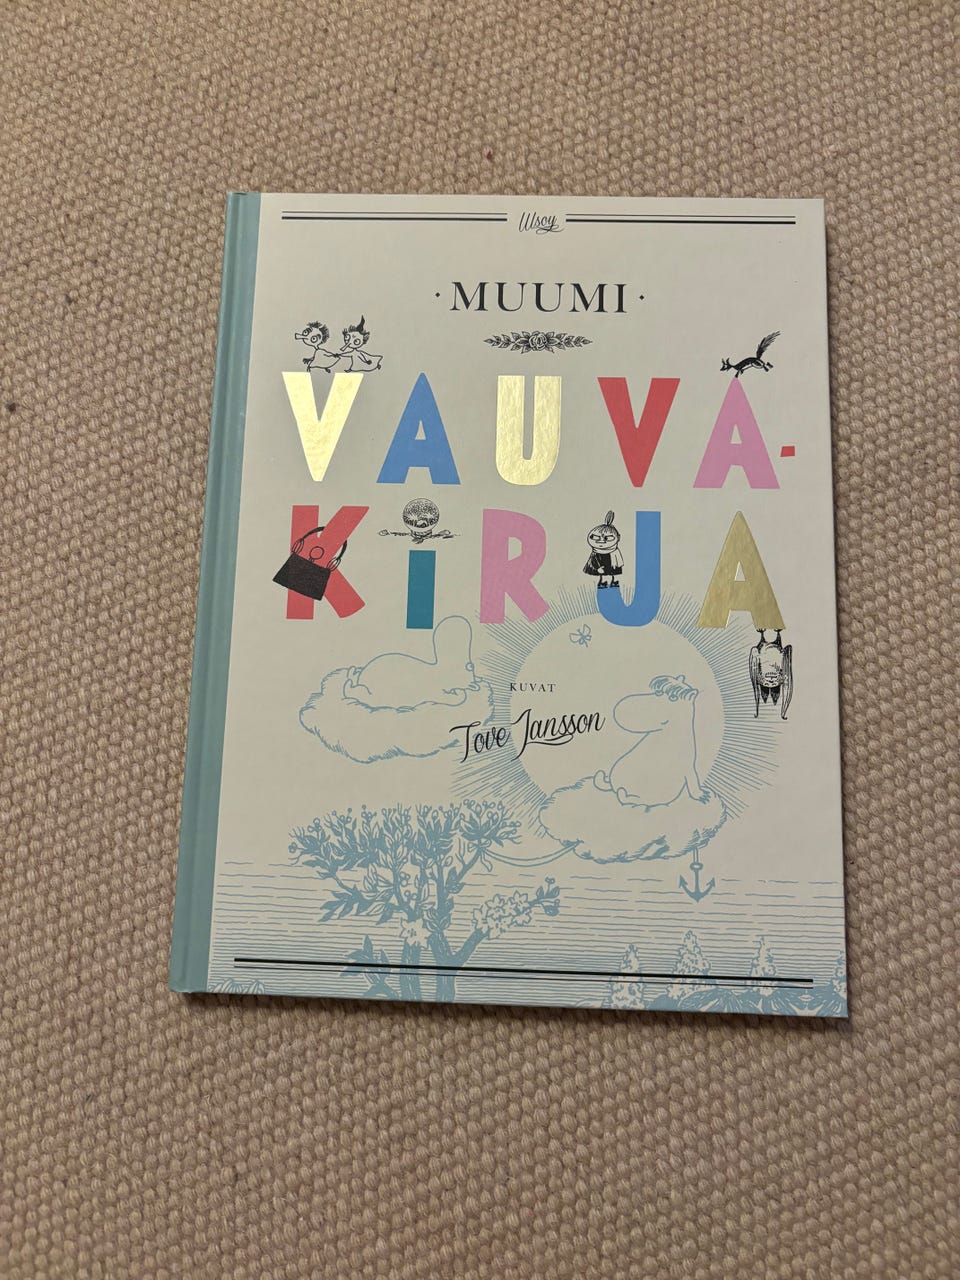 Wsoy
· MUUMI ·
VAUVA-
KIRJA
KUVAT
Tove Jansson